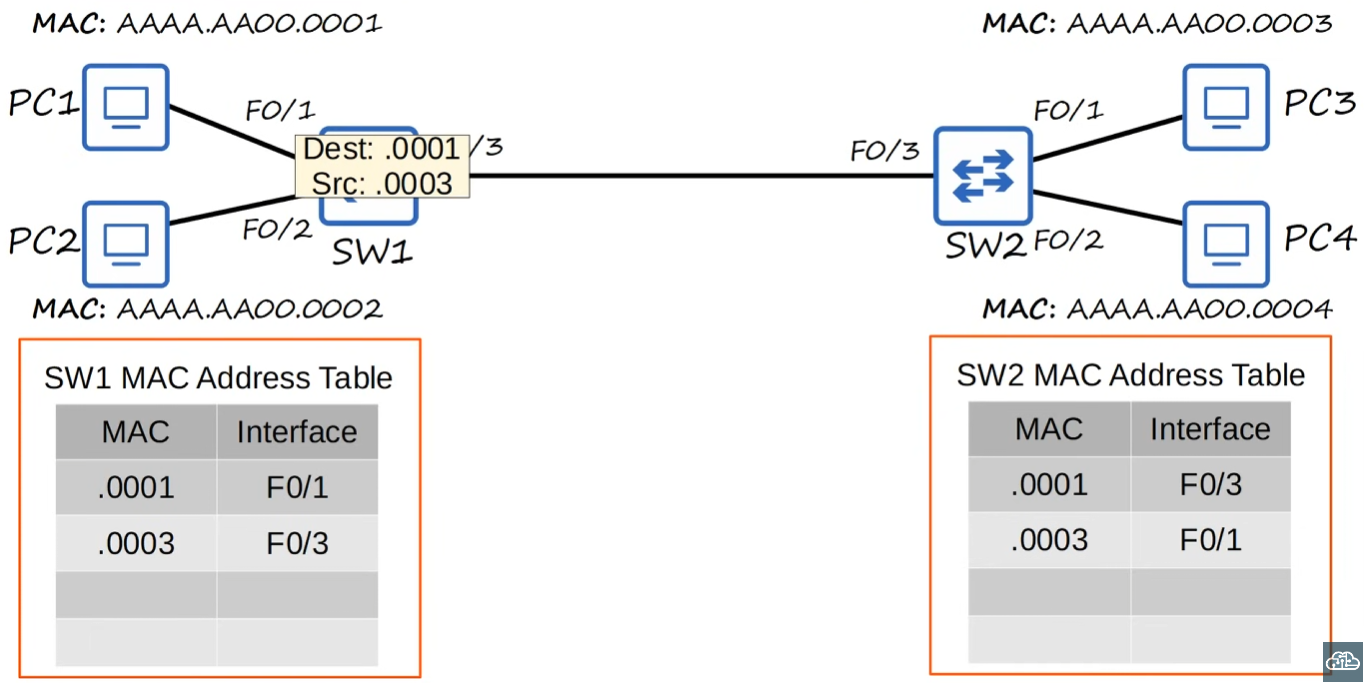 MAC: AAAA.AA00.0001
MAC: AAAA.AA00.0003
PC1
F0/1
Dest: .0001
Src: .0003
/3
F0/3
F0/1
PC3
PC2
F0/2
SW1
SW2
F0/2
PC4
MAC: AAAA.AA00.0002
MAC: AAAA.AA00.0004
SW1 MAC Address Table
MAC Interface
.0001 F0/1
.0003 F0/3
SW2 MAC Address Table
MAC Interface
.0001 F0/3
.0003 F0/1